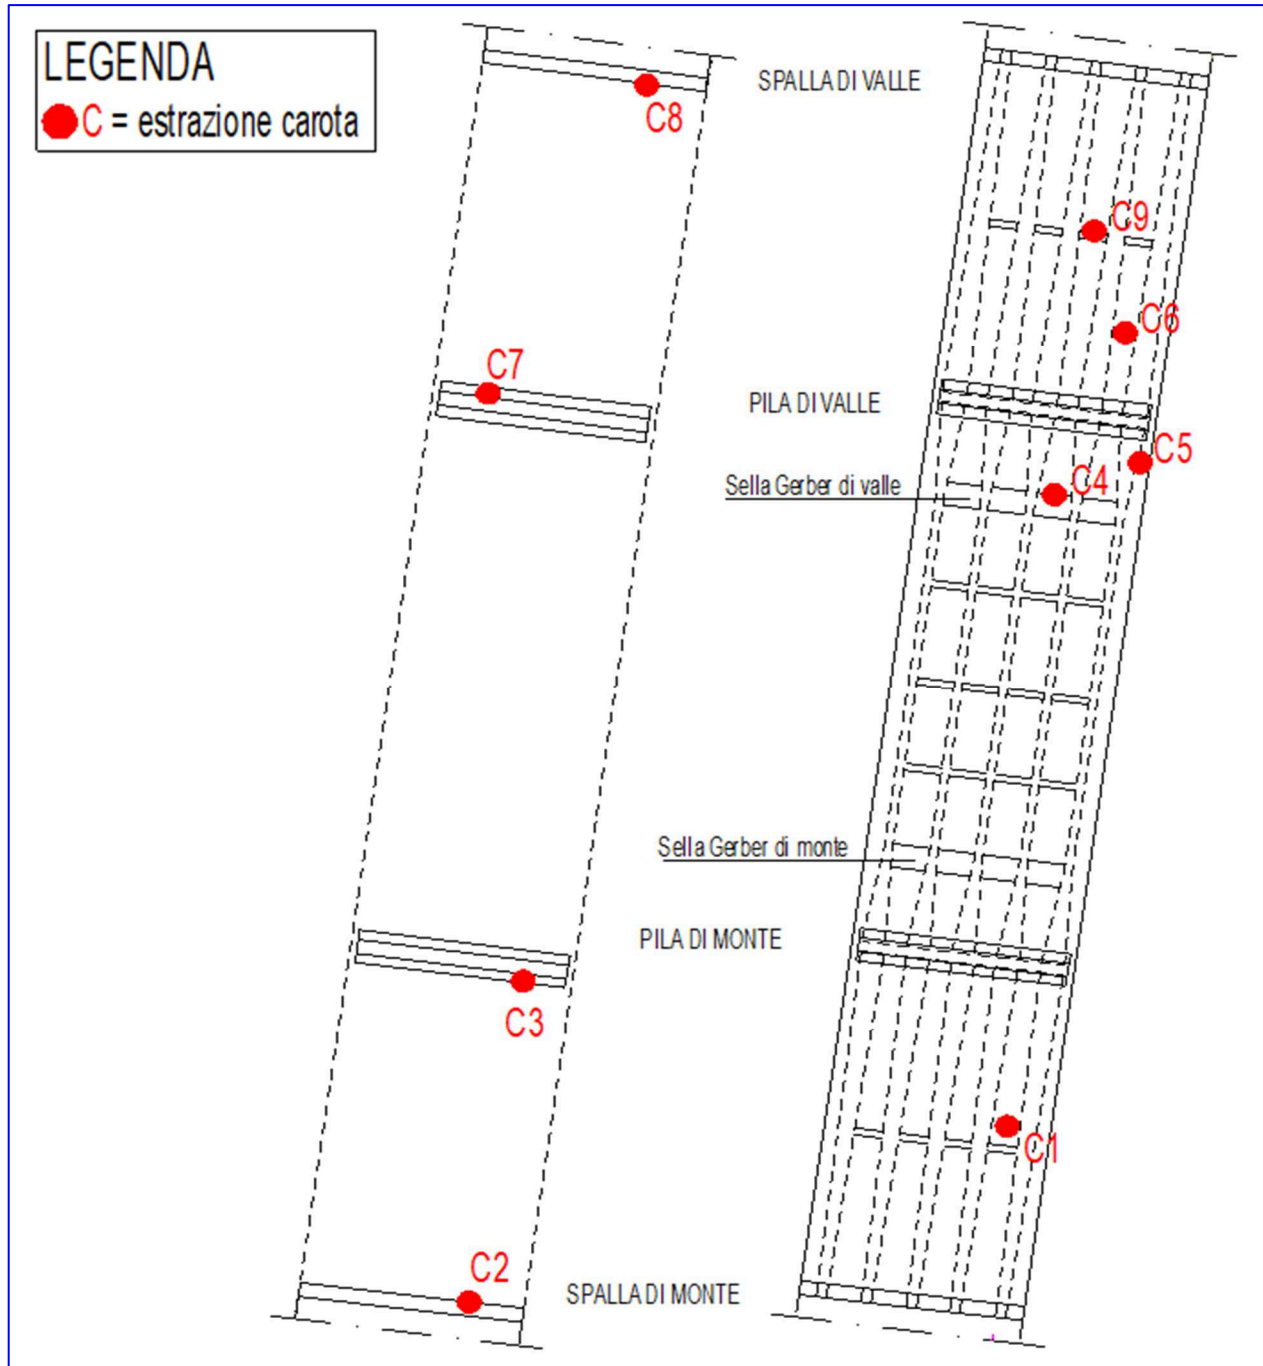 LEGENDA
C = estrazione carota
SPALLA DI VALLE
C8
C9
C6
C7
PILA DI VALLE
C5
C4
Sella Gerber di valle
Sella Gerber di monte
PILA DI MONTE
C3
C1
C2
SPALLA DI MONTE